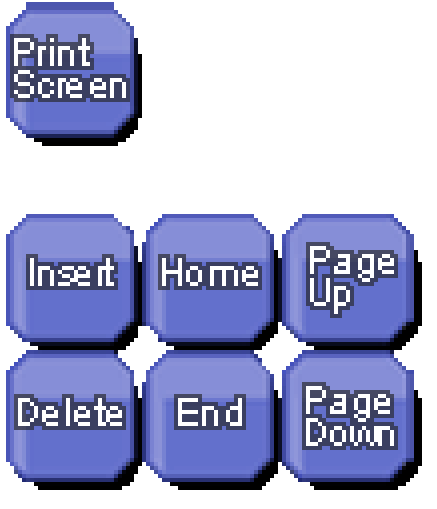 Print
Screen
Insert
Home
Page
Up
Delete
End
Page
Down